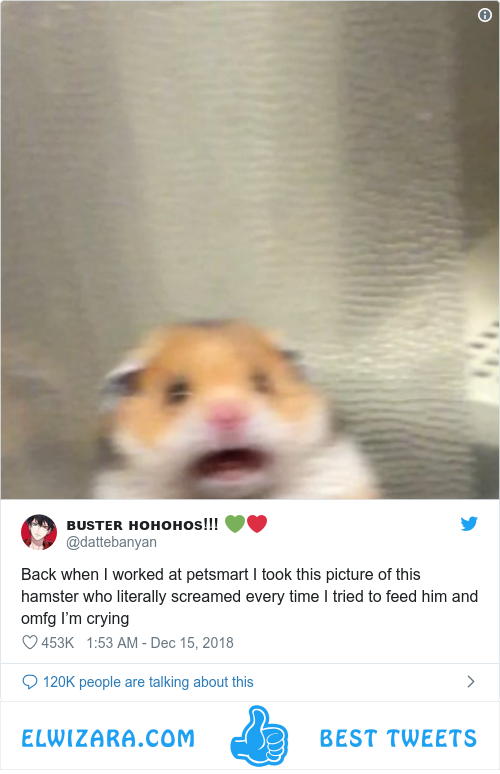 BUSTER HOHOHOS!!! 💚❤️
@dattebanyan
Back when I worked at petsmart I took this picture of this
hamster who literally screamed every time I tried to feed him and
omfg I’m crying
453K 1:53 AM - Dec 15, 2018
120K people are talking about this
ELWIZARA.COM BEST TWEETS